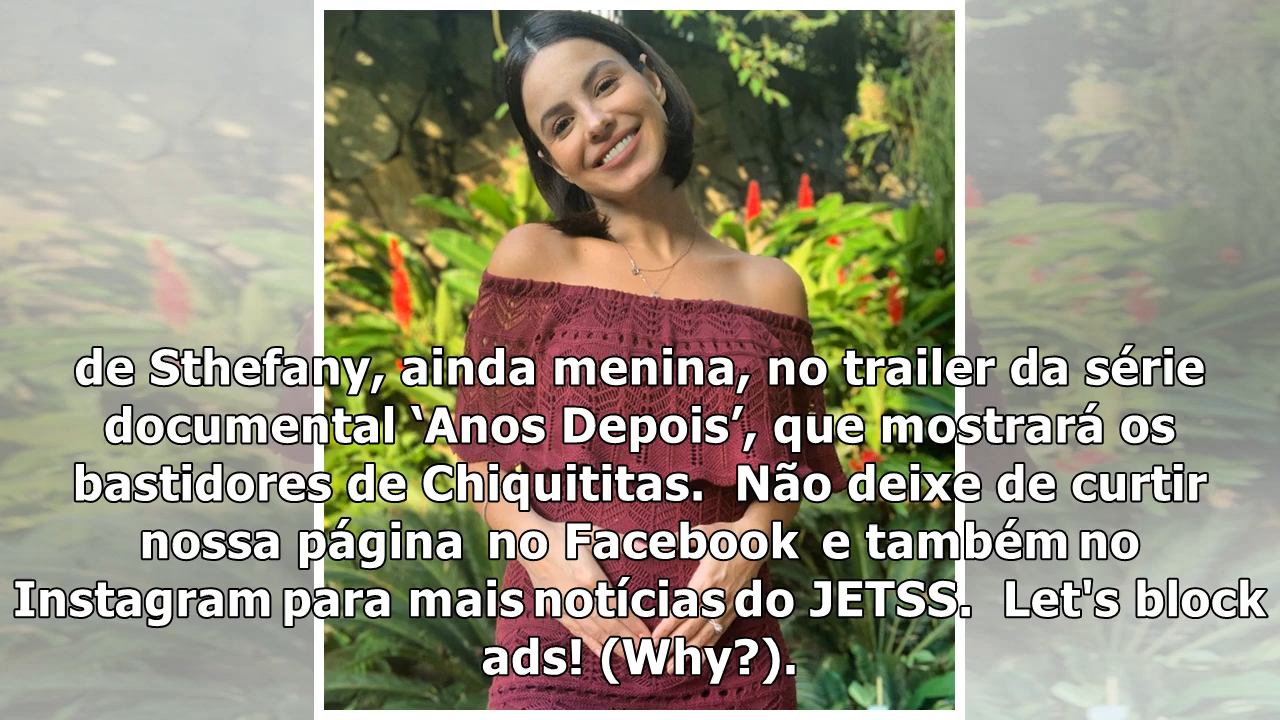 de Sthefany, ainda menina, no trailer da série
documental ‘Anos Depois’, que mostrará os
bastidores de Chiquititas.  Não deixe de curtir
nossa página  no Facebook  e também no
Instagram para mais notícias do JETSS.  Let's block
ads! (Why?).